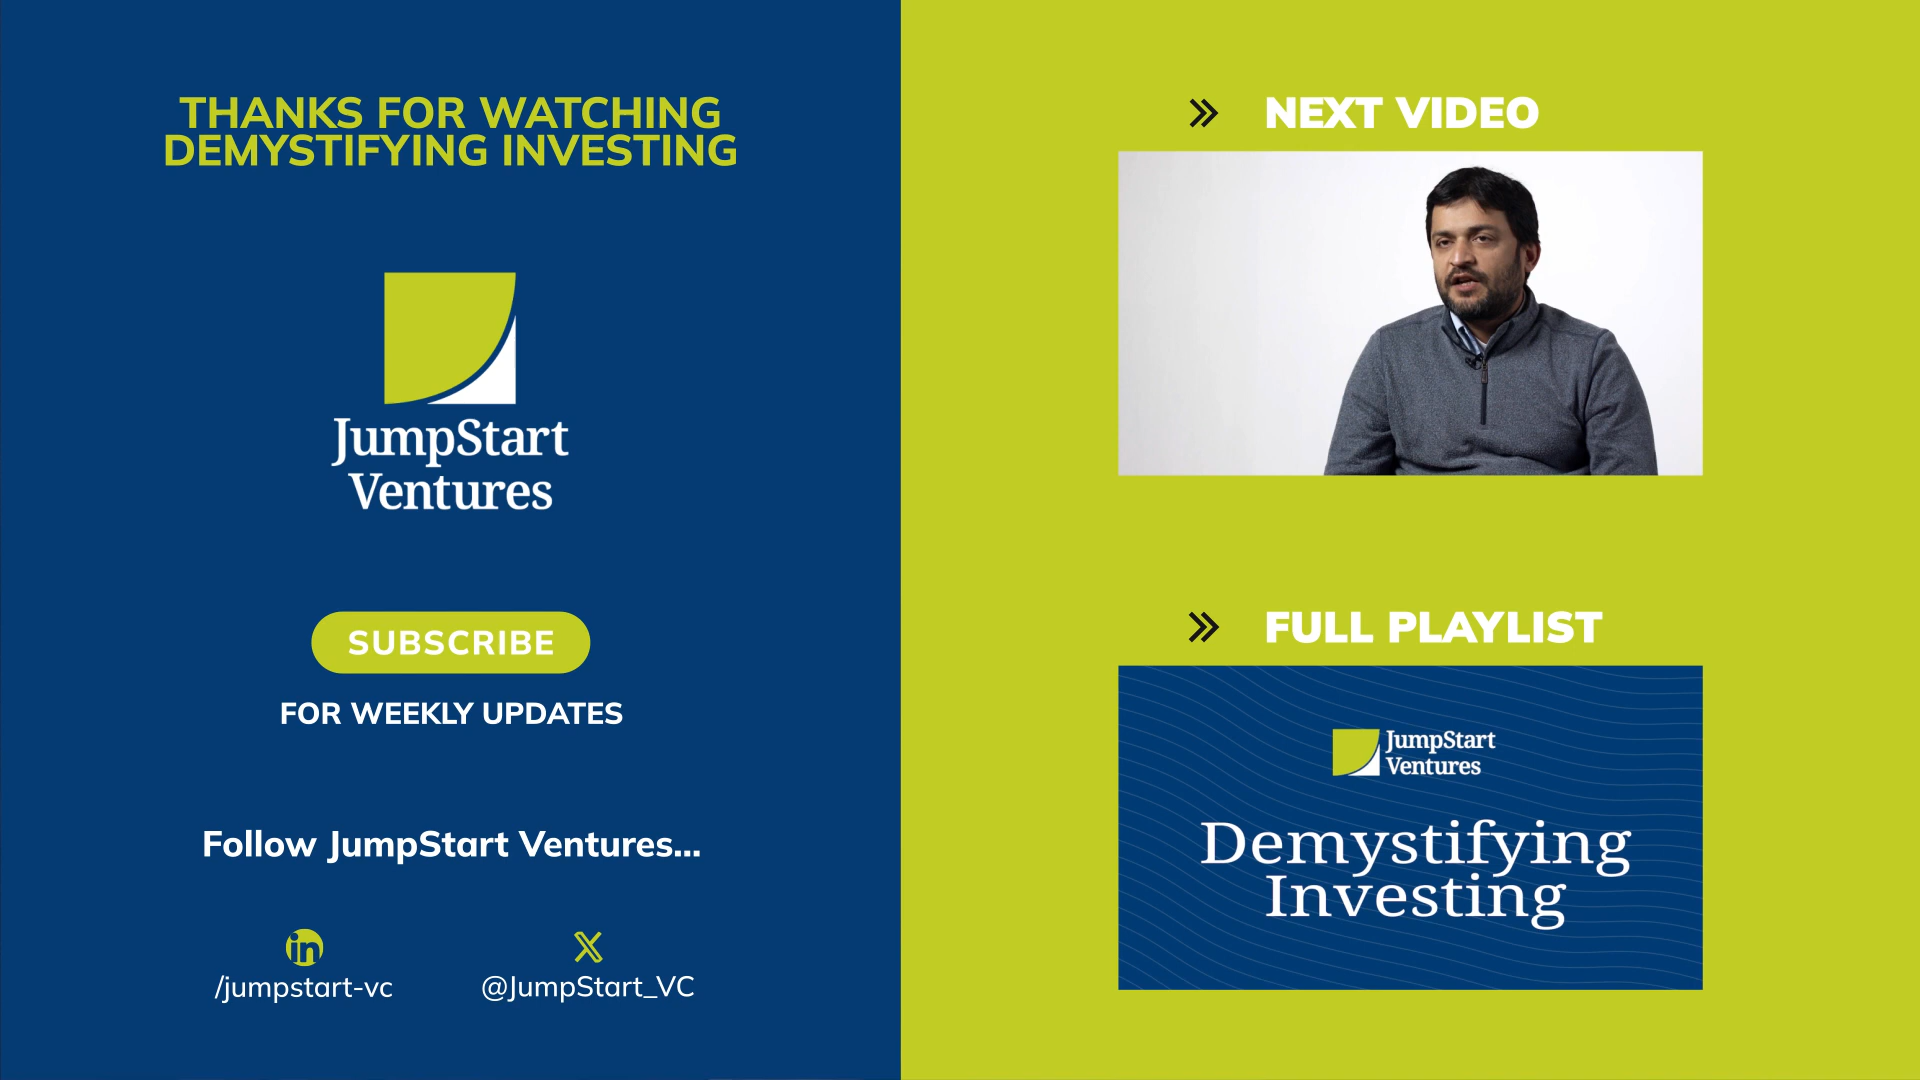 THANKS FOR WATCHING
DEMYSTIFYING INVESTING
JumpStart
Ventures
SUBSCRIBE
FOR WEEKLY UPDATES
Follow JumpStart Ventures...
in
/jumpstart-vc
X
@JumpStart_VC
NEXT VIDEO
FULL PLAYLIST
JumpStart
Ventures
Demystifying
Investing